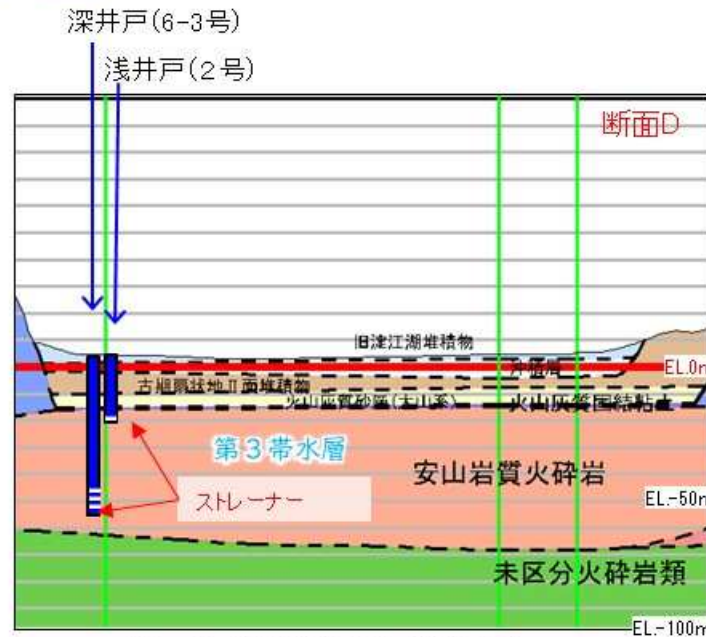 深井戸(6-3号)
浅井戸(2号)
断面D
旧淀江湖堆積物
沖積層
EL.0m
古期扇状地Ⅱ面堆積物
火山灰質砂層(大山系)
火山灰質固結粘土
第3帯水層
安山岩質火砕岩
ストレーナー
EL.-50m
未区分火砕岩類
EL.-100m